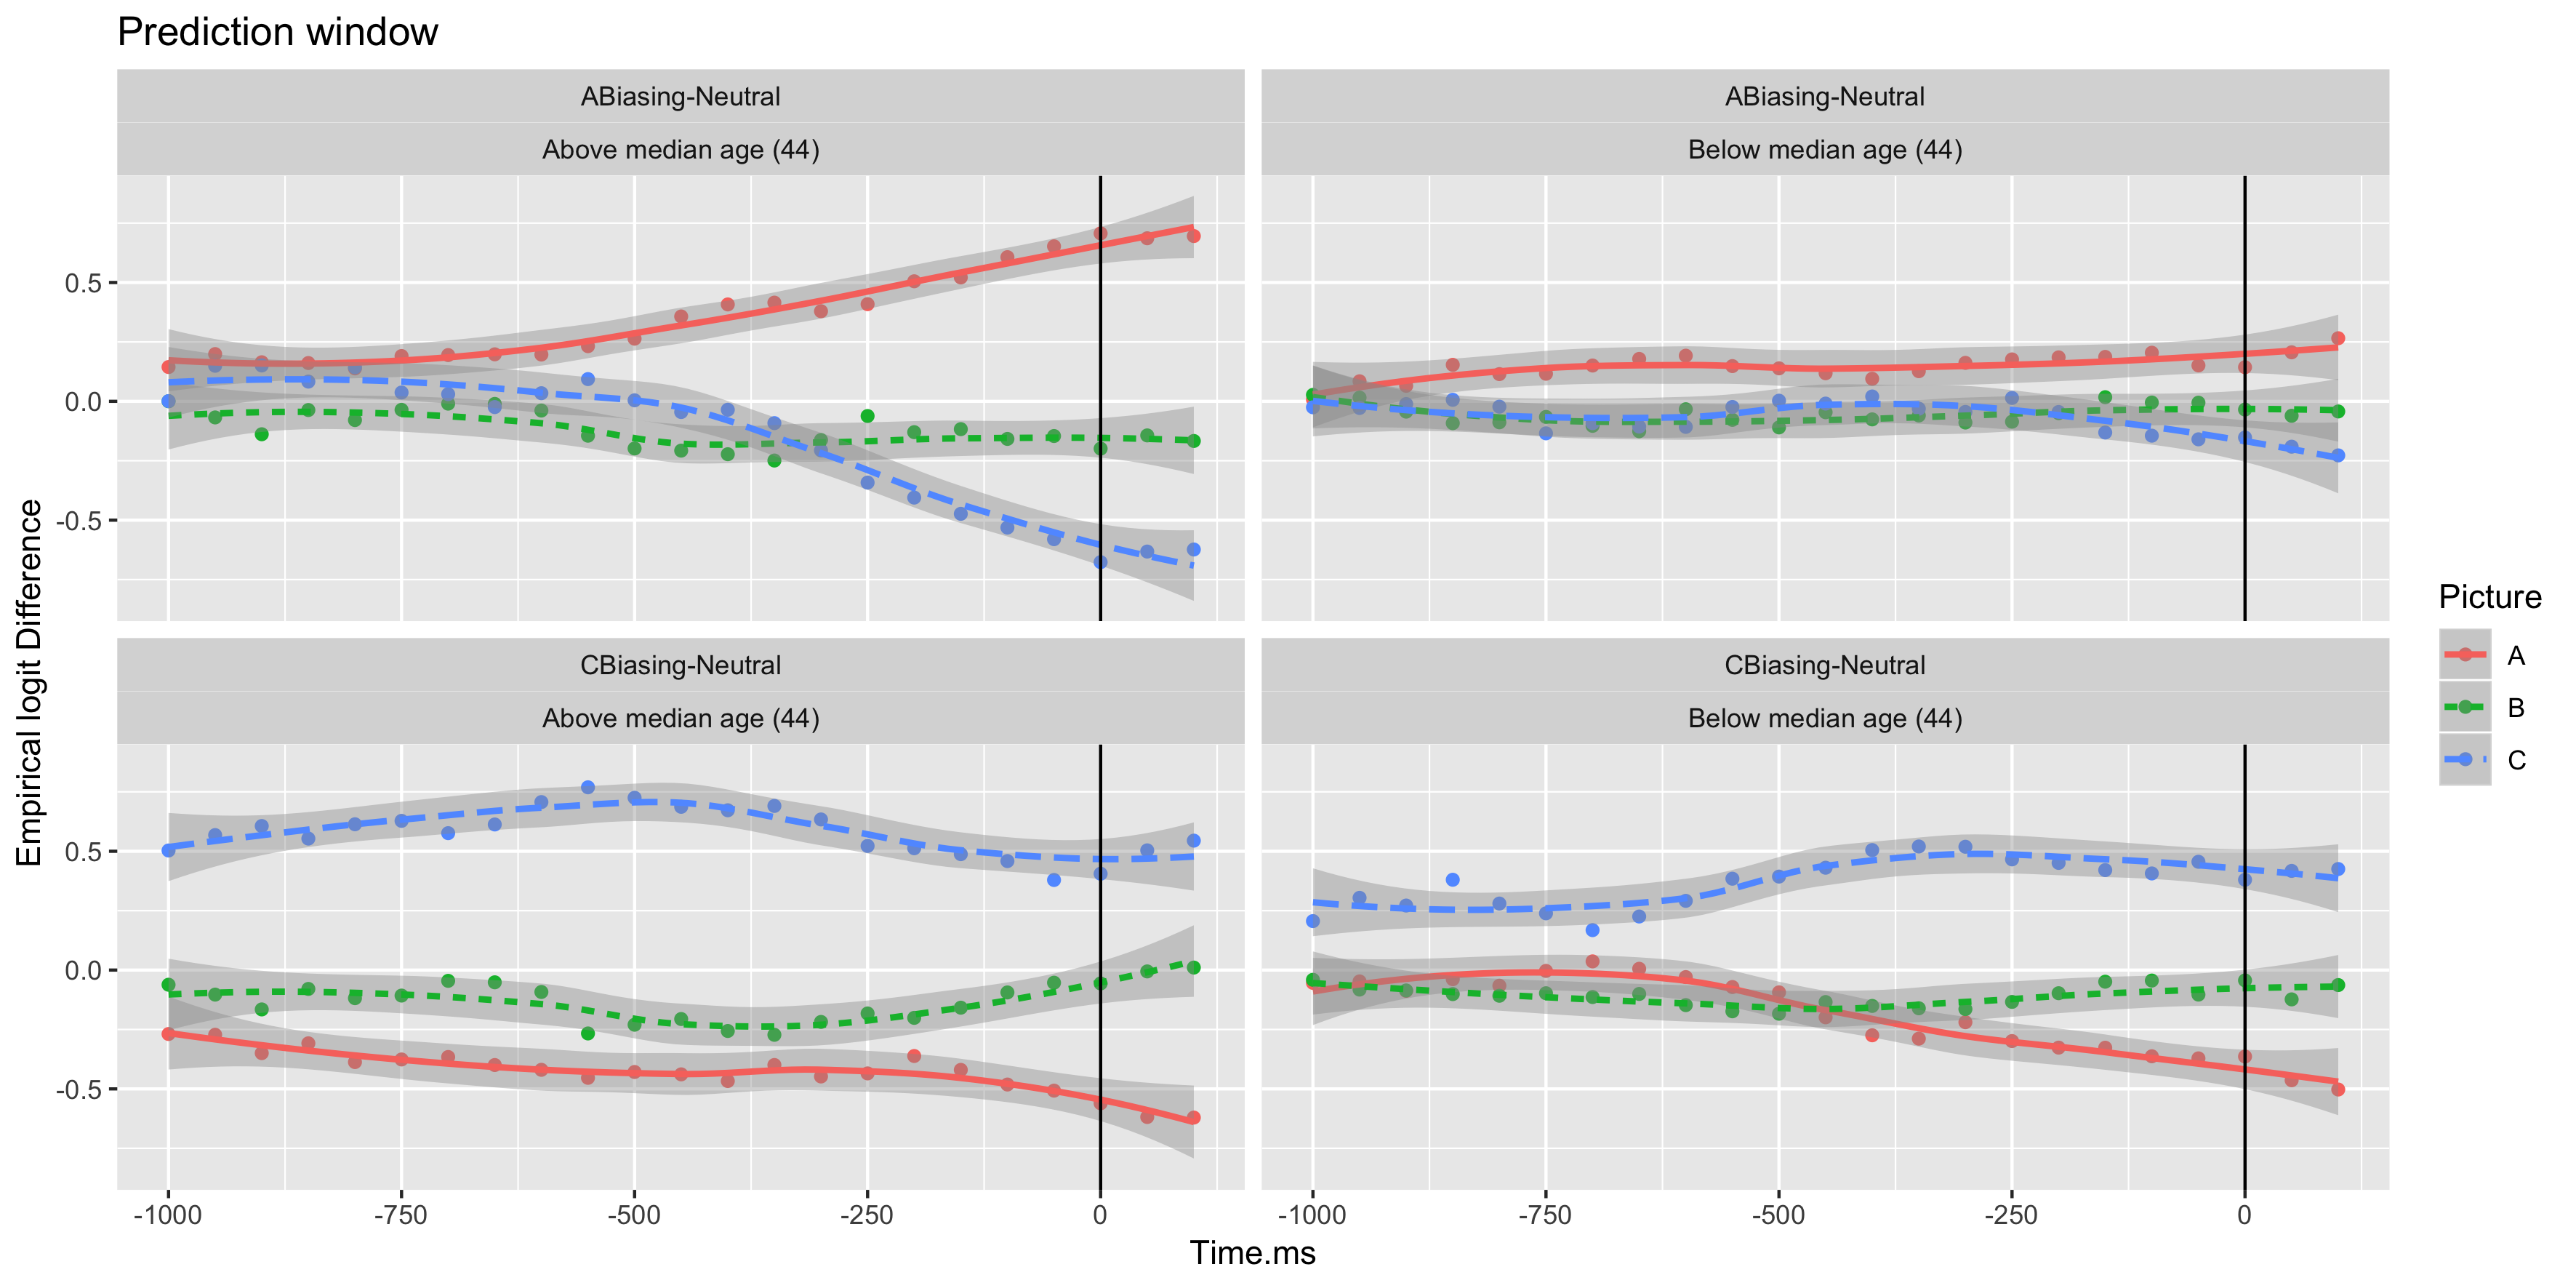 Prediction window
ABiasing-Neutral
Above median age (44)
ABiasing-Neutral
Below median age (44)
0.5
0.0
-0.5
CBiasing-Neutral
Above median age (44)
CBiasing-Neutral
Below median age (44)
0.5
0.0
-0.5
Empirical logit Difference
-1000 -750 -500 -250 0
-1000 -750 -500 -250 0
Time.ms
Picture
A
B
C